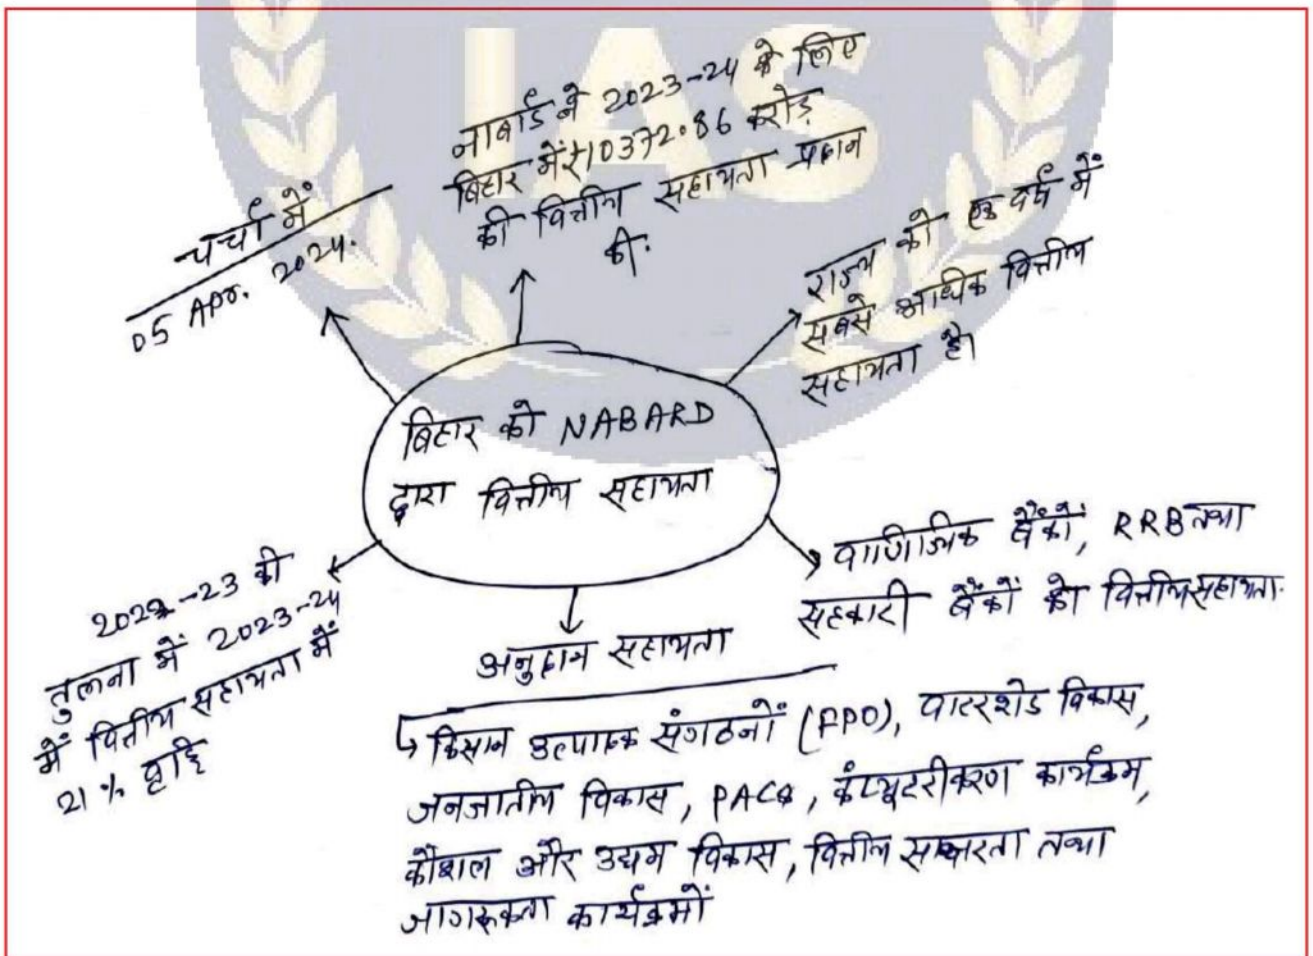 IAS
चर्चा में
05 Apr. 2024.
नाबार्ड ने 2023-24 के लिए
बिहार में ₹10372.86 करोड़
की वित्तीय सहायता प्रदान
की.
राज्य को एक वर्ष में
सबसे अधिक वित्तीय
सहायता है।
बिहार को NABARD
द्वारा वित्तीय सहायता
वाणिज्यिक बैंकों, RRB तथा
सहकारी बैंकों को वित्तीय सहायता.
2022-23 की
तुलना में 2023-24
में वित्तीय सहायता में
21% वृद्धि
अनुदान सहायता
↳ किसान उत्पादक संगठनों (FPO), वाटरशेड विकास,
जनजातीय विकास, PACS, कंप्यूटरीकरण कार्यक्रम,
कौशल और उद्यम विकास, वित्तीय साक्षरता तथा
जागरूकता कार्यक्रमों